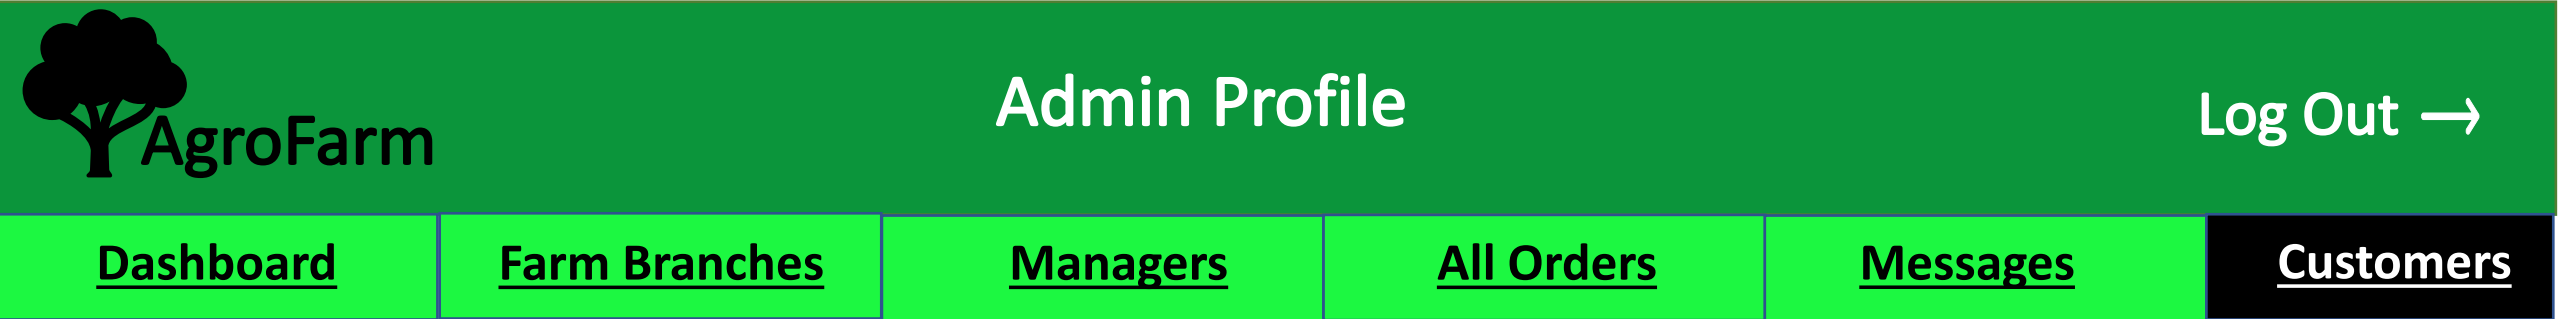 AgroFarm
Admin Profile
Log Out →
Dashboard
Farm Branches
Managers
All Orders
Messages
Customers